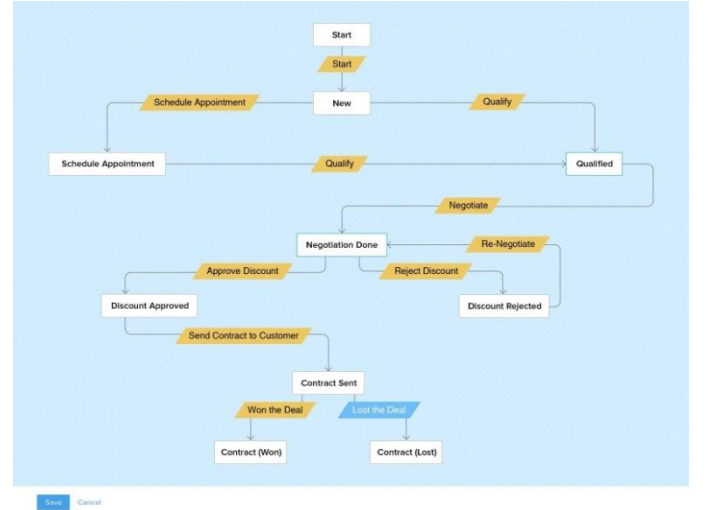 Start
Start
Schedule Appointment
New
Qualify
Schedule Appointment
Qualify
Qualified
Negotiate
Negotiation Done
Re-Negotiate
Approve Discount
Reject Discount
Discount Approved
Discount Rejected
Send Contract to Customer
Contract Sent
Won the Deal
Lost the Deal
Contract (Won)
Contract (Lost)
Save
Cancel